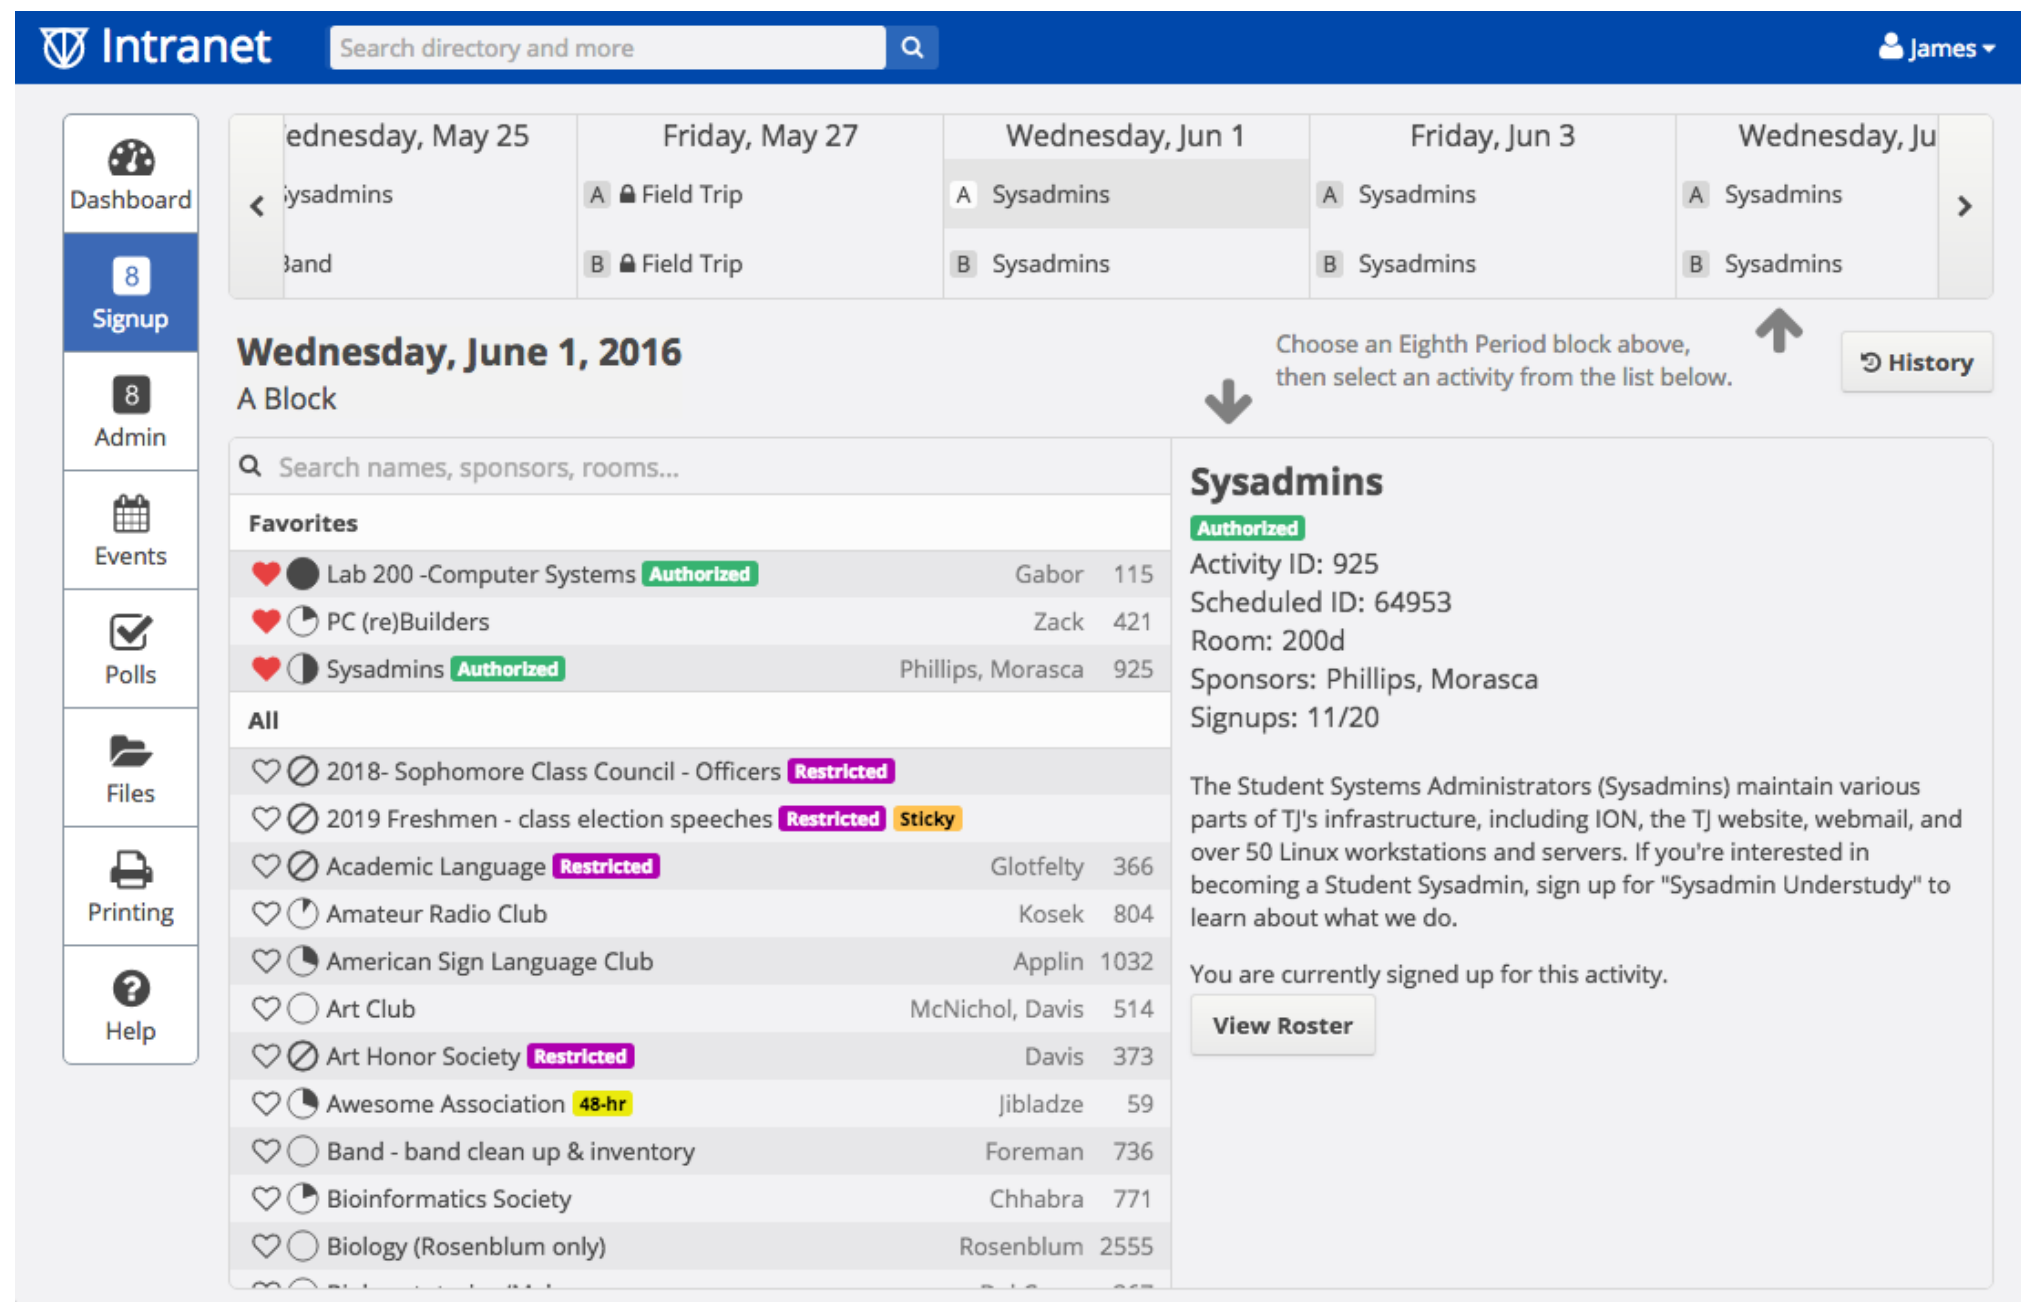 Intranet
Search directory and more
James
Dashboard
8
Signup
8
Admin
Events
Polls
Files
Printing
Help
ednesday, May 25
Friday, May 27
Wednesday, Jun 1
Friday, Jun 3
Wednesday, Ju
ysadmins
A Field Trip
A Sysadmins
A Sysadmins
A Sysadmins
and
B Field Trip
B Sysadmins
B Sysadmins
B Sysadmins
Wednesday, June 1, 2016
A Block
Choose an Eighth Period block above,
then select an activity from the list below.
History
Search names, sponsors, rooms...
Favorites
Lab 200 -Computer Systems Authorized Gabor 115
PC (re)Builders Zack 421
Sysadmins Authorized Phillips, Morasca 925
All
2018- Sophomore Class Council - Officers Restricted
2019 Freshmen - class election speeches Restricted Sticky
Academic Language Restricted Glotfelty 366
Amateur Radio Club Kosek 804
American Sign Language Club Applin 1032
Art Club McNichol, Davis 514
Art Honor Society Restricted Davis 373
Awesome Association 48-hr Jibladze 59
Band - band clean up & inventory Foreman 736
Bioinformatics Society Chhabra 771
Biology (Rosenblum only) Rosenblum 2555
Sysadmins
Authorized
Activity ID: 925
Scheduled ID: 64953
Room: 200d
Sponsors: Phillips, Morasca
Signups: 11/20
The Student Systems Administrators (Sysadmins) maintain various
parts of TJ's infrastructure, including ION, the TJ website, webmail, and
over 50 Linux workstations and servers. If you're interested in
becoming a Student Sysadmin, sign up for "Sysadmin Understudy" to
learn about what we do.
You are currently signed up for this activity.
View Roster